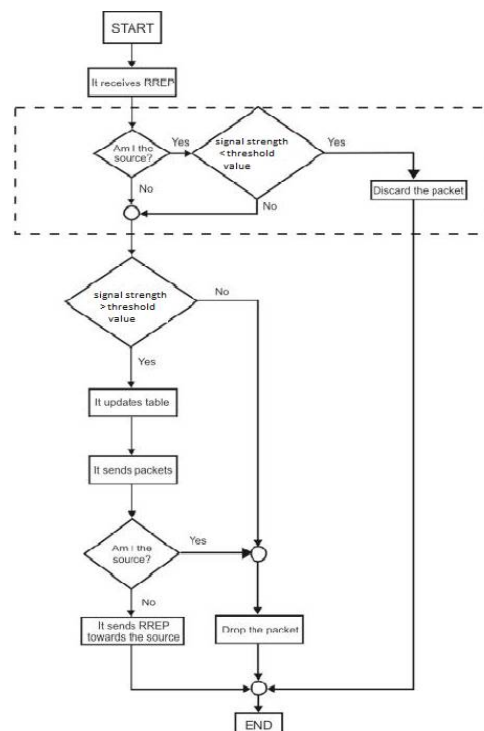 START
It receives RREP
Am I the
source?
Yes
signal strength
< threshold
value
Yes
Discard the packet
No
No
signal strength
> threshold
value
No
Yes
It updates table
It sends packets
Am I the
source?
Yes
No
It sends RREP
towards the source
Drop the packet
END